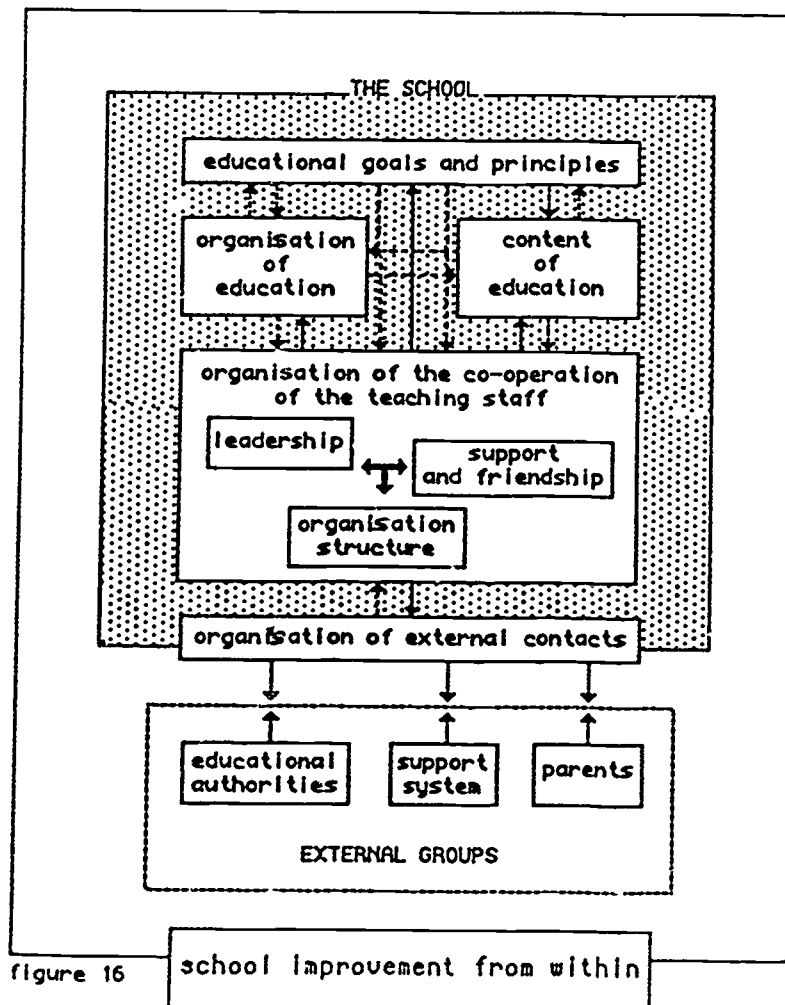 THE SCHOOL
educational goals and principles
organisation
of
education
content
of
education
organisation of the co-operation
of the teaching staff
leadership
support
and friendship
organisation
structure
organisation of external contacts
educational
authorities
support
system
parents
EXTERNAL GROUPS
figure 16
school improvement from within